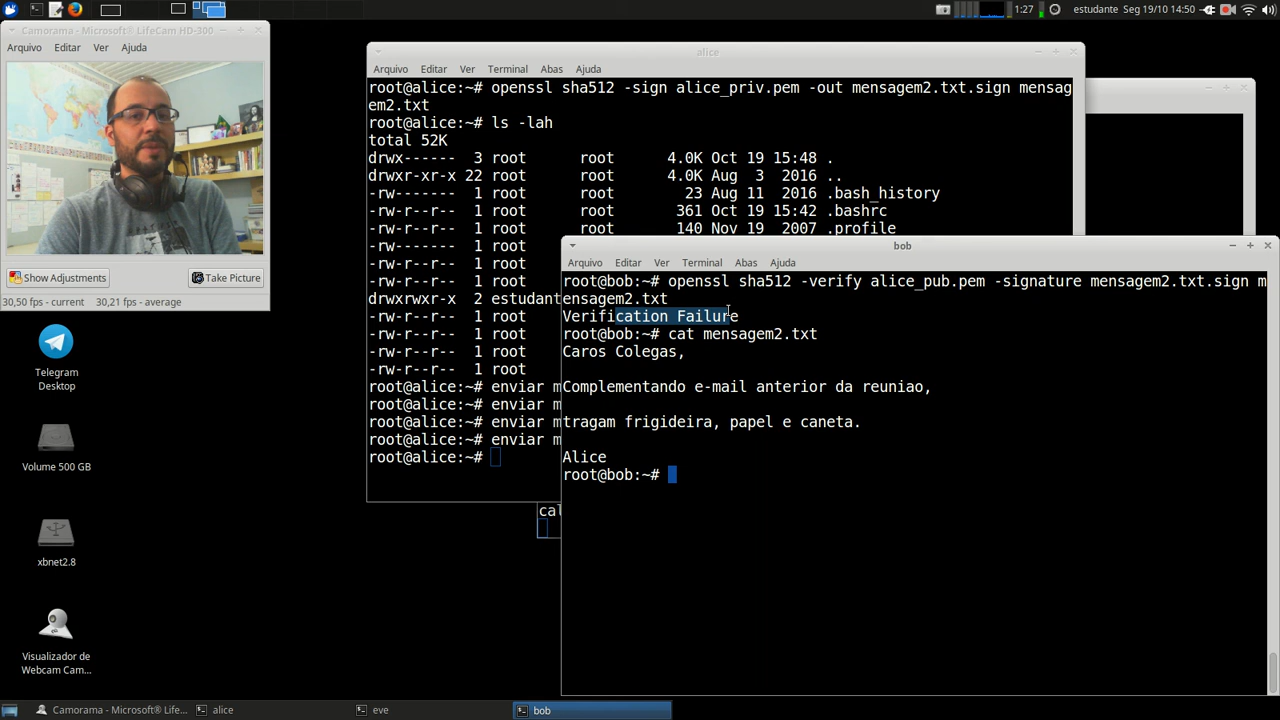 1:27
estudante Seg 19/10 14:50
Camorama - Microsoft® LifeCam HD-300
Arquivo Editar Ver Ajuda
Show Adjustments
Take Picture
30,50 fps - current 30,21 fps - average
Telegram
Desktop
Volume 500 GB
xbnet2.8
Visualizador de
Webcam Cam...
alice
Arquivo Editar Ver Terminal Abas Ajuda
root@alice:~# openssl sha512 -sign alice_priv.pem -out mensagem2.txt.sign mensag
em2.txt
root@alice:~# ls -lah
total 52K
drwx------ 3 root root 4.0K Oct 19 15:48 .
drwxr-xr-x 22 root root 4.0K Aug 3 2016 ..
-rw------- 1 root root 23 Aug 11 2016 .bash_history
-rw-r--r-- 1 root root 361 Oct 19 15:42 .bashrc
-rw-r--r-- 1 root root 140 Nov 19 2007 .profile
-rw-r--r-- 1 root
-rw-r--r-- 1 root
-rw-r--r-- 1 root
drwxrwxr-x 2 estudant
-rw-r--r-- 1 root
-rw-r--r-- 1 root
-rw-r--r-- 1 root
-rw-r--r-- 1 root
root@alice:~# enviar m
root@alice:~# enviar m
root@alice:~# enviar m
root@alice:~# enviar m
root@alice:~#
cal
bob
Arquivo Editar Ver Terminal Abas Ajuda
root@bob:~# openssl sha512 -verify alice_pub.pem -signature mensagem2.txt.sign m
ensagem2.txt
Verification Failure
root@bob:~# cat mensagem2.txt
Caros Colegas,
Complementando e-mail anterior da reuniao,
tragam frigideira, papel e caneta.
Alice
root@bob:~#
Camorama - Microsoft® Life...
alice
eve
bob